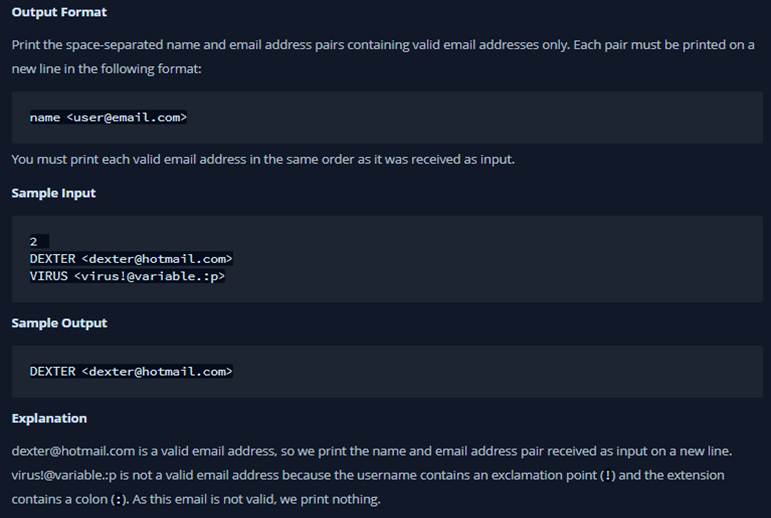 Output Format
Print the space-separated name and email address pairs containing valid email addresses only. Each pair must be printed on a
new line in the following format:
name <user@email.com>
You must print each valid email address in the same order as it was received as input.
Sample Input
2
DEXTER <dexter@hotmail.com>
VIRUS <virus!@variable.:p>
Sample Output
DEXTER <dexter@hotmail.com>
Explanation
dexter@hotmail.com is a valid email address, so we print the name and email address pair received as input on a new line.
virus!@variable.:p is not a valid email address because the username contains an exclamation point (!) and the extension
contains a colon (:). As this email is not valid, we print nothing.